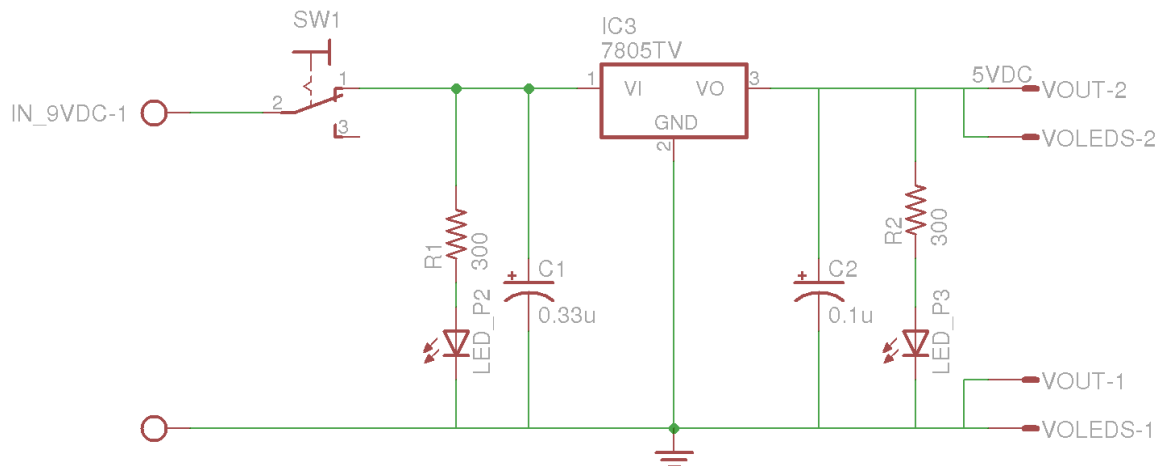 SW1
IC3
7805TV
IN_9VDC-1
2
1
3
1
VI
VO
3
GND
2
5VDC
VOUT-2
VOLEDS-2
R1
300
C1
0.33u
LED_P2
C2
0.1u
R2
300
LED_P3
VOUT-1
VOLEDS-1